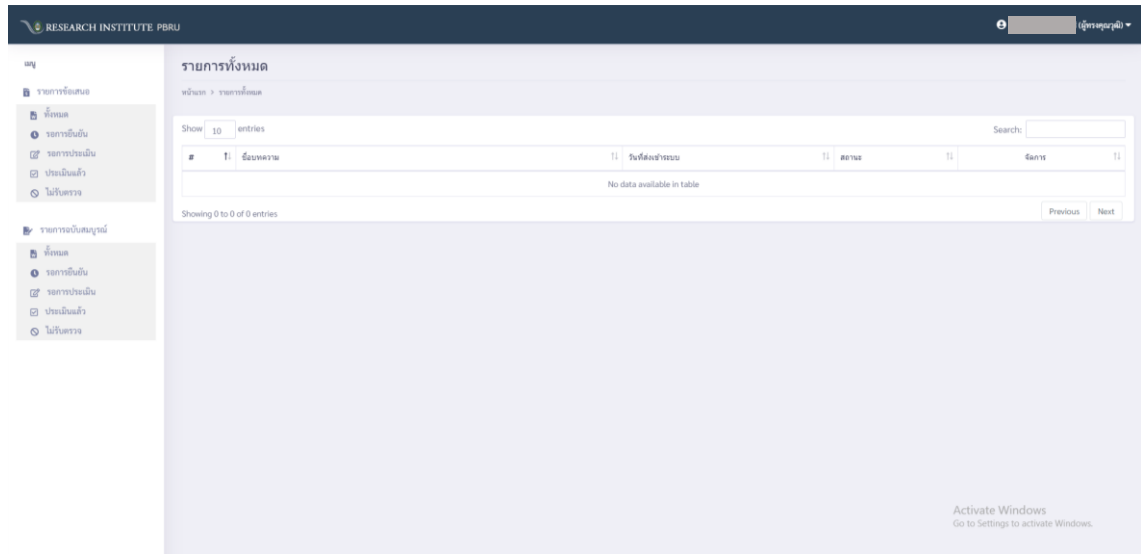 RESEARCH INSTITUTE PBRU
(ผู้ทรงคุณวุฒิ)
เมนู
รายการข้อเสนอ
ทั้งหมด
รอการยืนยัน
รอการประเมิน
ประเมินแล้ว
ไม่รับตรวจ
รายการฉบับสมบูรณ์
ทั้งหมด
รอการยืนยัน
รอการประเมิน
ประเมินแล้ว
ไม่รับตรวจ
รายการทั้งหมด
หน้าแรก > รายการทั้งหมด
Show 10 entries Search:
# ชื่อบทความ วันที่ส่งเข้าระบบ สถานะ จัดการ
No data available in table
Showing 0 to 0 of 0 entries Previous Next
Activate Windows
Go to Settings to activate Windows.